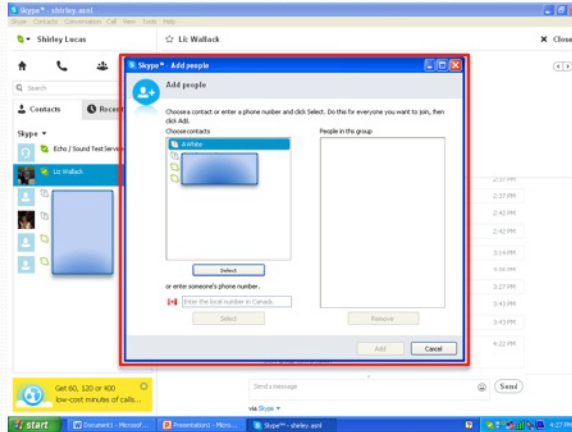 Skype™ - shirley.asnl
Skype Contacts Conversation Call View Tools Help
Shirley Lucas
Liz Wallack
Close
Search
Contacts
Recent
Skype
Echo / Sound Test Service
Liz Wallack
Skype™ - Add people
Add people
Choose a contact or enter a phone number and click Select. Do this for everyone you want to join, then
click Add.
Choose contacts
People in this group
A White
Select
or enter someone's phone number.
Enter the local number in Canada.
Select
Remove
Add
Cancel
2:37 PM
2:37 PM
2:42 PM
2:42 PM
3:14 PM
3:27 PM
3:43 PM
3:43 PM
4:22 PM
Get 60, 120 or 400
low-cost minutes of calls...
Send a message
Send
via Skype
start
Document1 - Microsof...
Presentation1 - Micro...
Skype™ - shirley.asnl
4:27 PM